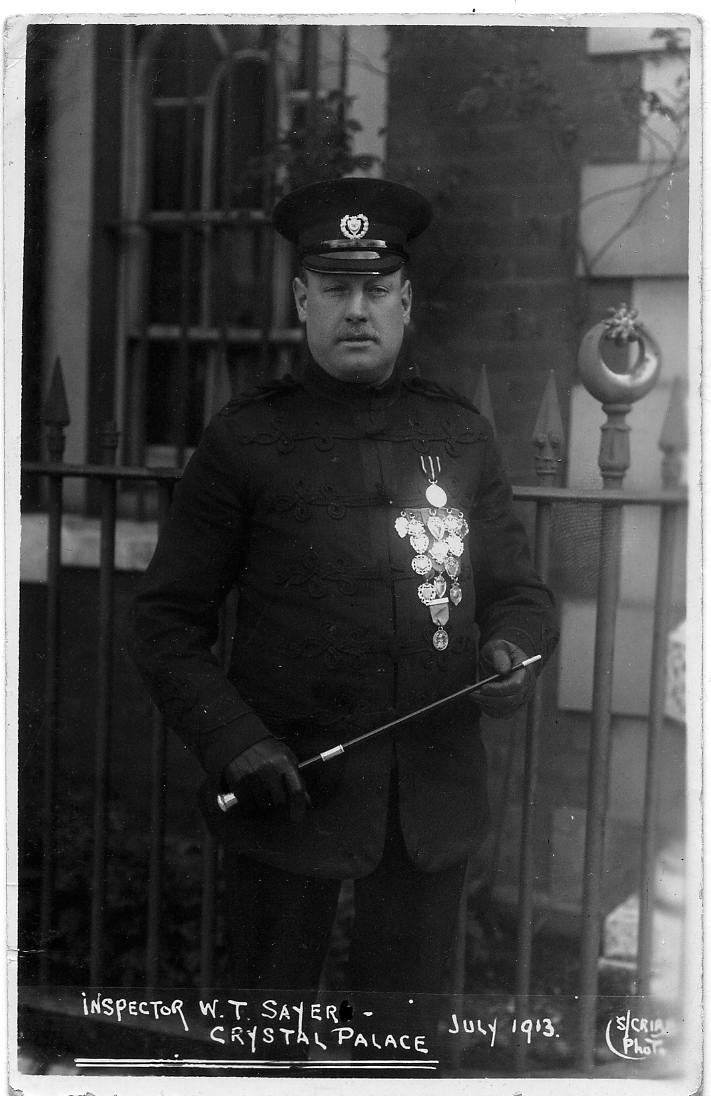 INSPECTOR W. T. SAYER -
CRYSTAL PALACE
JULY 1913.
Photo